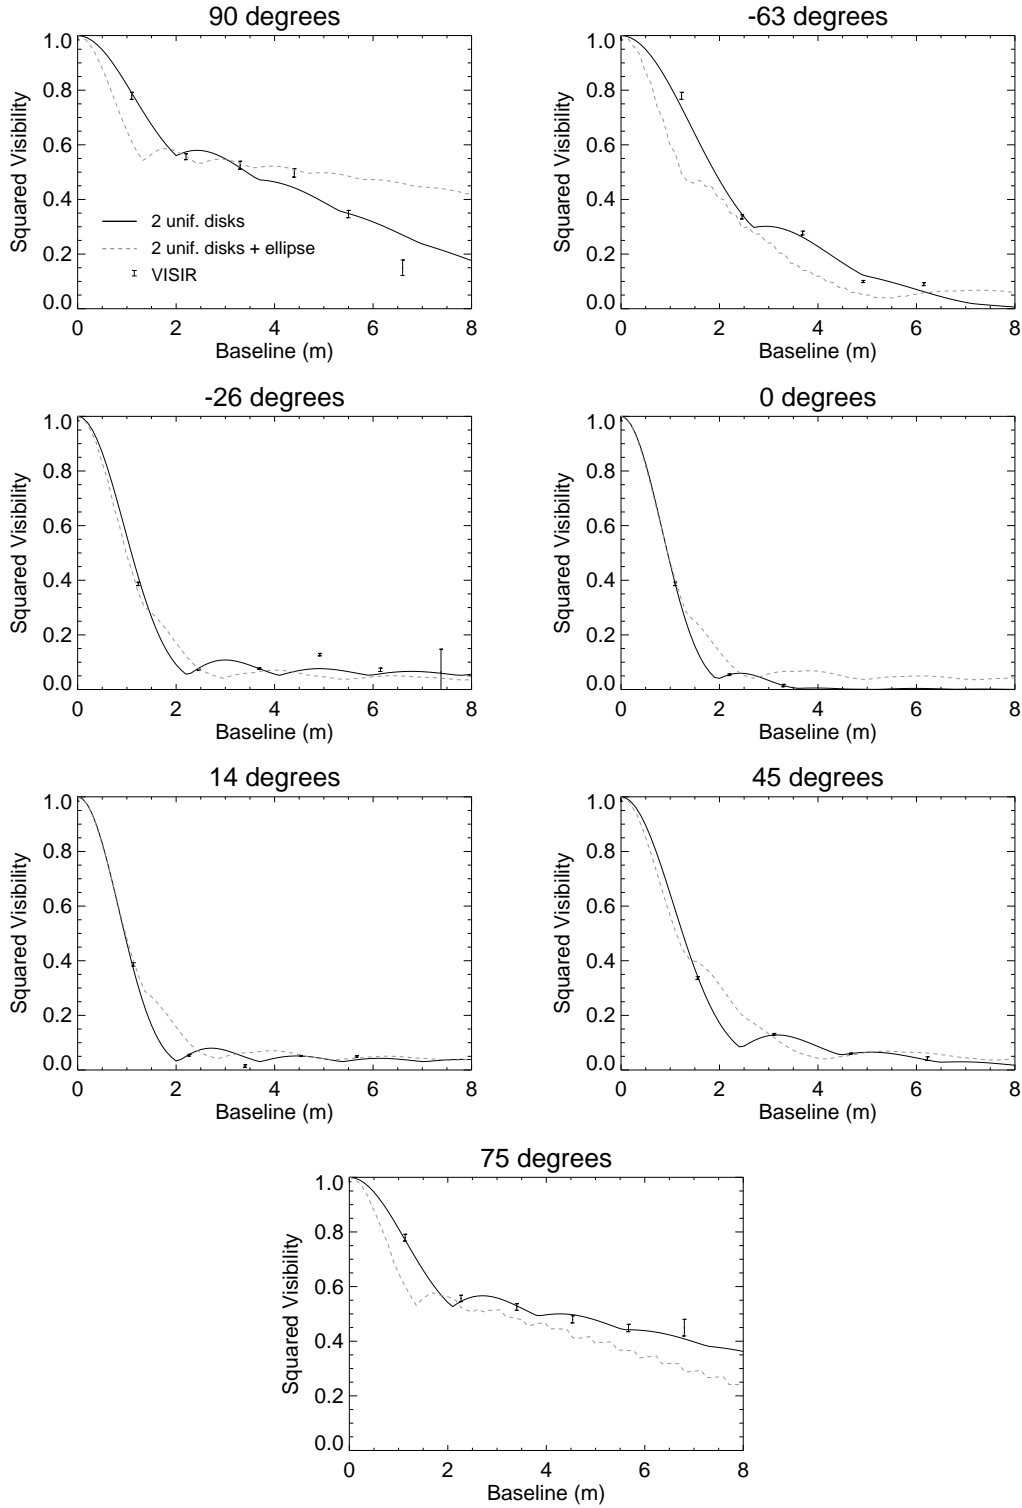 90 degrees
1.0
0.8
0.6
0.4
0.2
0.0
Squared Visibility
2 unif. disks
2 unif. disks + ellipse
VISIR
0 2 4 6 8
Baseline (m)
-63 degrees
1.0
0.8
0.6
0.4
0.2
0.0
Squared Visibility
0 2 4 6 8
Baseline (m)
-26 degrees
1.0
0.8
0.6
0.4
0.2
0.0
Squared Visibility
0 2 4 6 8
Baseline (m)
0 degrees
1.0
0.8
0.6
0.4
0.2
0.0
Squared Visibility
0 2 4 6 8
Baseline (m)
14 degrees
1.0
0.8
0.6
0.4
0.2
0.0
Squared Visibility
0 2 4 6 8
Baseline (m)
45 degrees
1.0
0.8
0.6
0.4
0.2
0.0
Squared Visibility
0 2 4 6 8
Baseline (m)
75 degrees
1.0
0.8
0.6
0.4
0.2
0.0
Squared Visibility
0 2 4 6 8
Baseline (m)